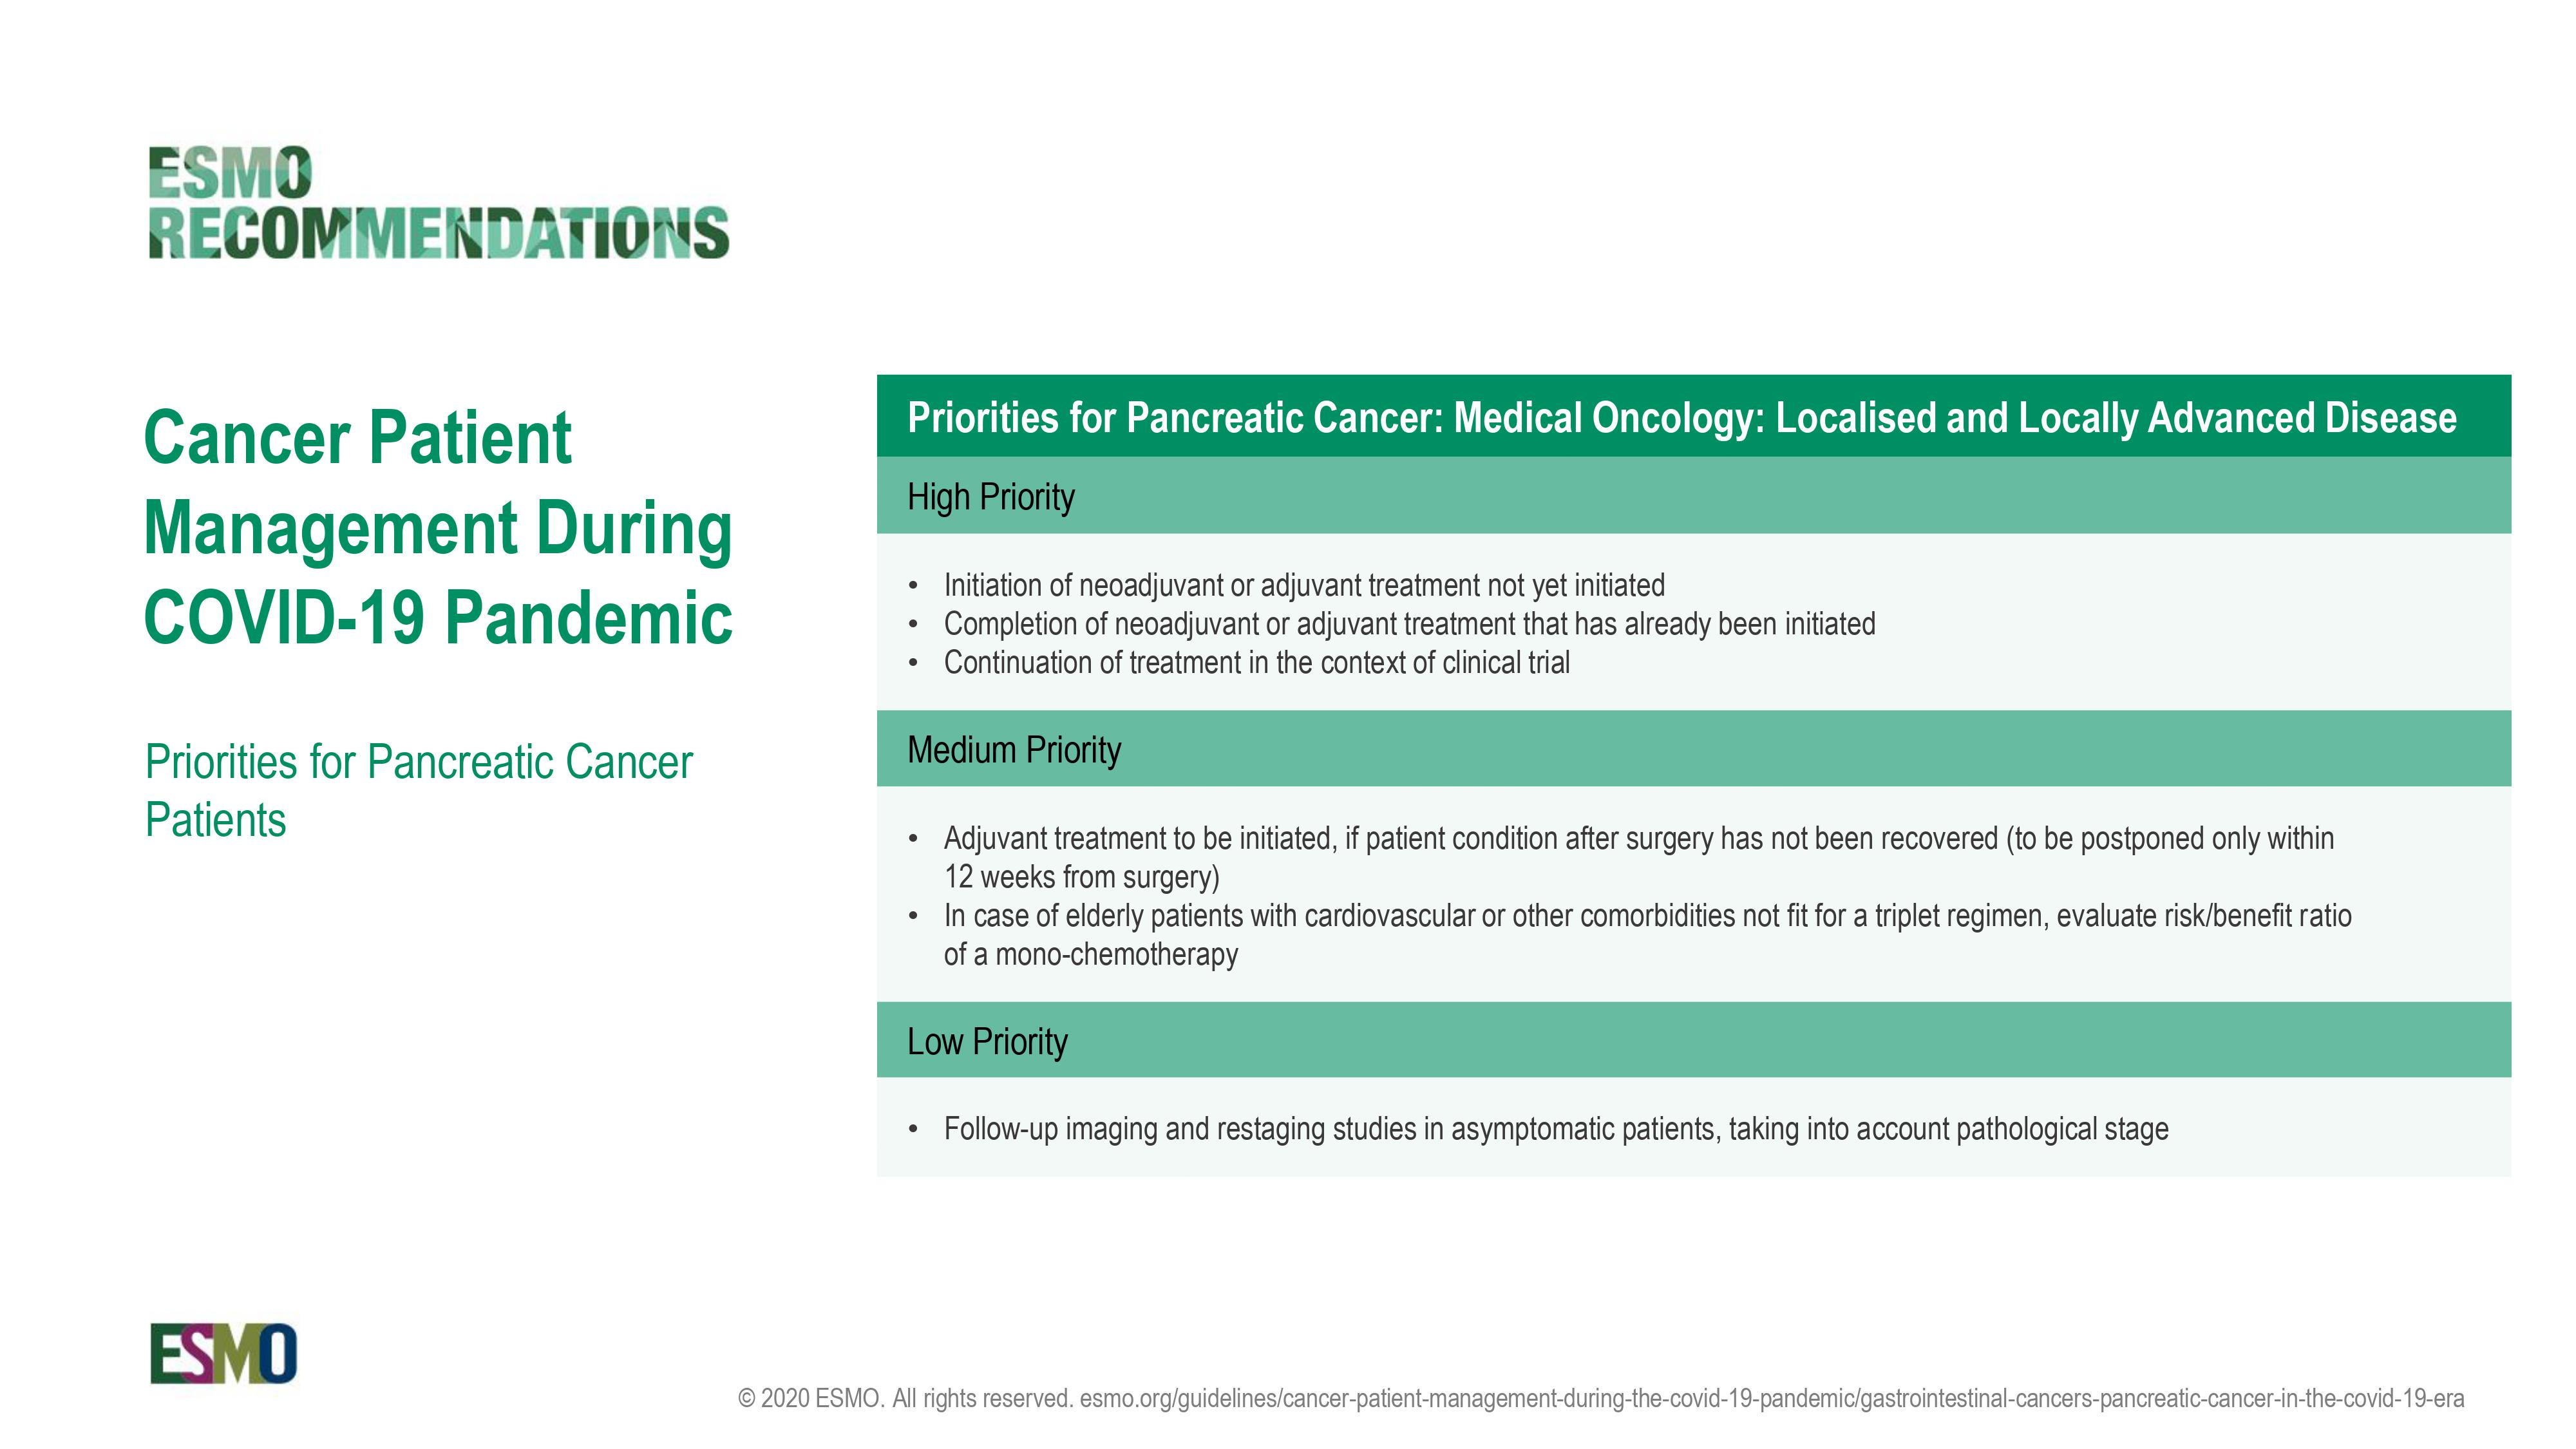 ESMO
RECOMMENDATIONS
Cancer Patient
Management During
COVID-19 Pandemic
Priorities for Pancreatic Cancer
Patients
Priorities for Pancreatic Cancer: Medical Oncology: Localised and Locally Advanced Disease
High Priority
• Initiation of neoadjuvant or adjuvant treatment not yet initiated
• Completion of neoadjuvant or adjuvant treatment that has already been initiated
• Continuation of treatment in the context of clinical trial
Medium Priority
• Adjuvant treatment to be initiated, if patient condition after surgery has not been recovered (to be postponed only within
12 weeks from surgery)
• In case of elderly patients with cardiovascular or other comorbidities not fit for a triplet regimen, evaluate risk/benefit ratio
of a mono-chemotherapy
Low Priority
• Follow-up imaging and restaging studies in asymptomatic patients, taking into account pathological stage
ESMO
© 2020 ESMO. All rights reserved. esmo.org/guidelines/cancer-patient-management-during-the-covid-19-pandemic/gastrointestinal-cancers-pancreatic-cancer-in-the-covid-19-era